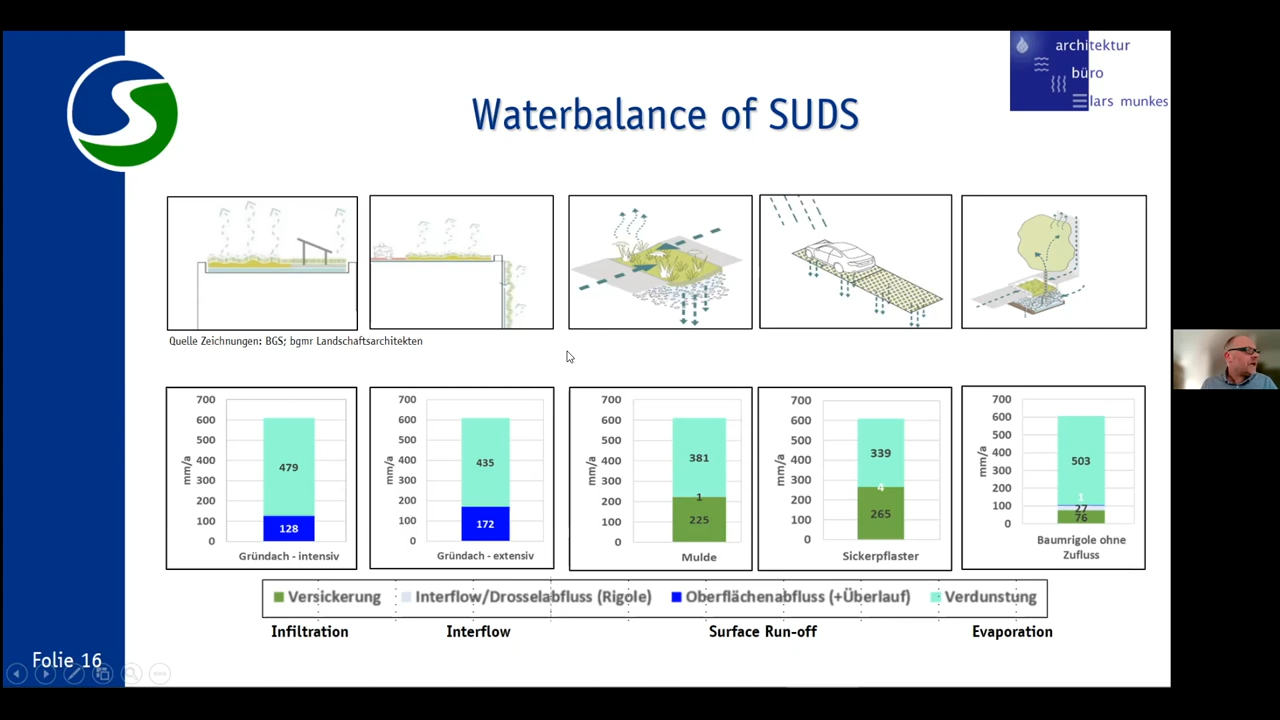 architektur
büro
lars munkes
Waterbalance of SUDS
Quelle Zeichnungen: BGS; bgmr Landschaftsarchitekten
700
600
500
400
300
200
100
0
mm/a
479
128
Gründach - intensiv
700
600
500
400
300
200
100
0
mm/a
435
172
Gründach - extensiv
700
600
500
400
300
200
100
0
mm/a
381
1
225
Mulde
700
600
500
400
300
200
100
0
mm/a
339
4
265
Sickerpflaster
700
600
500
400
300
200
100
0
mm/a
503
1
27
76
Baumrigole ohne
Zufluss
Versickerung Interflow/Drosselabfluss (Rigole) Oberflächenabfluss (+Überlauf) Verdunstung
Infiltration Interflow Surface Run-off Evaporation
Folie 16